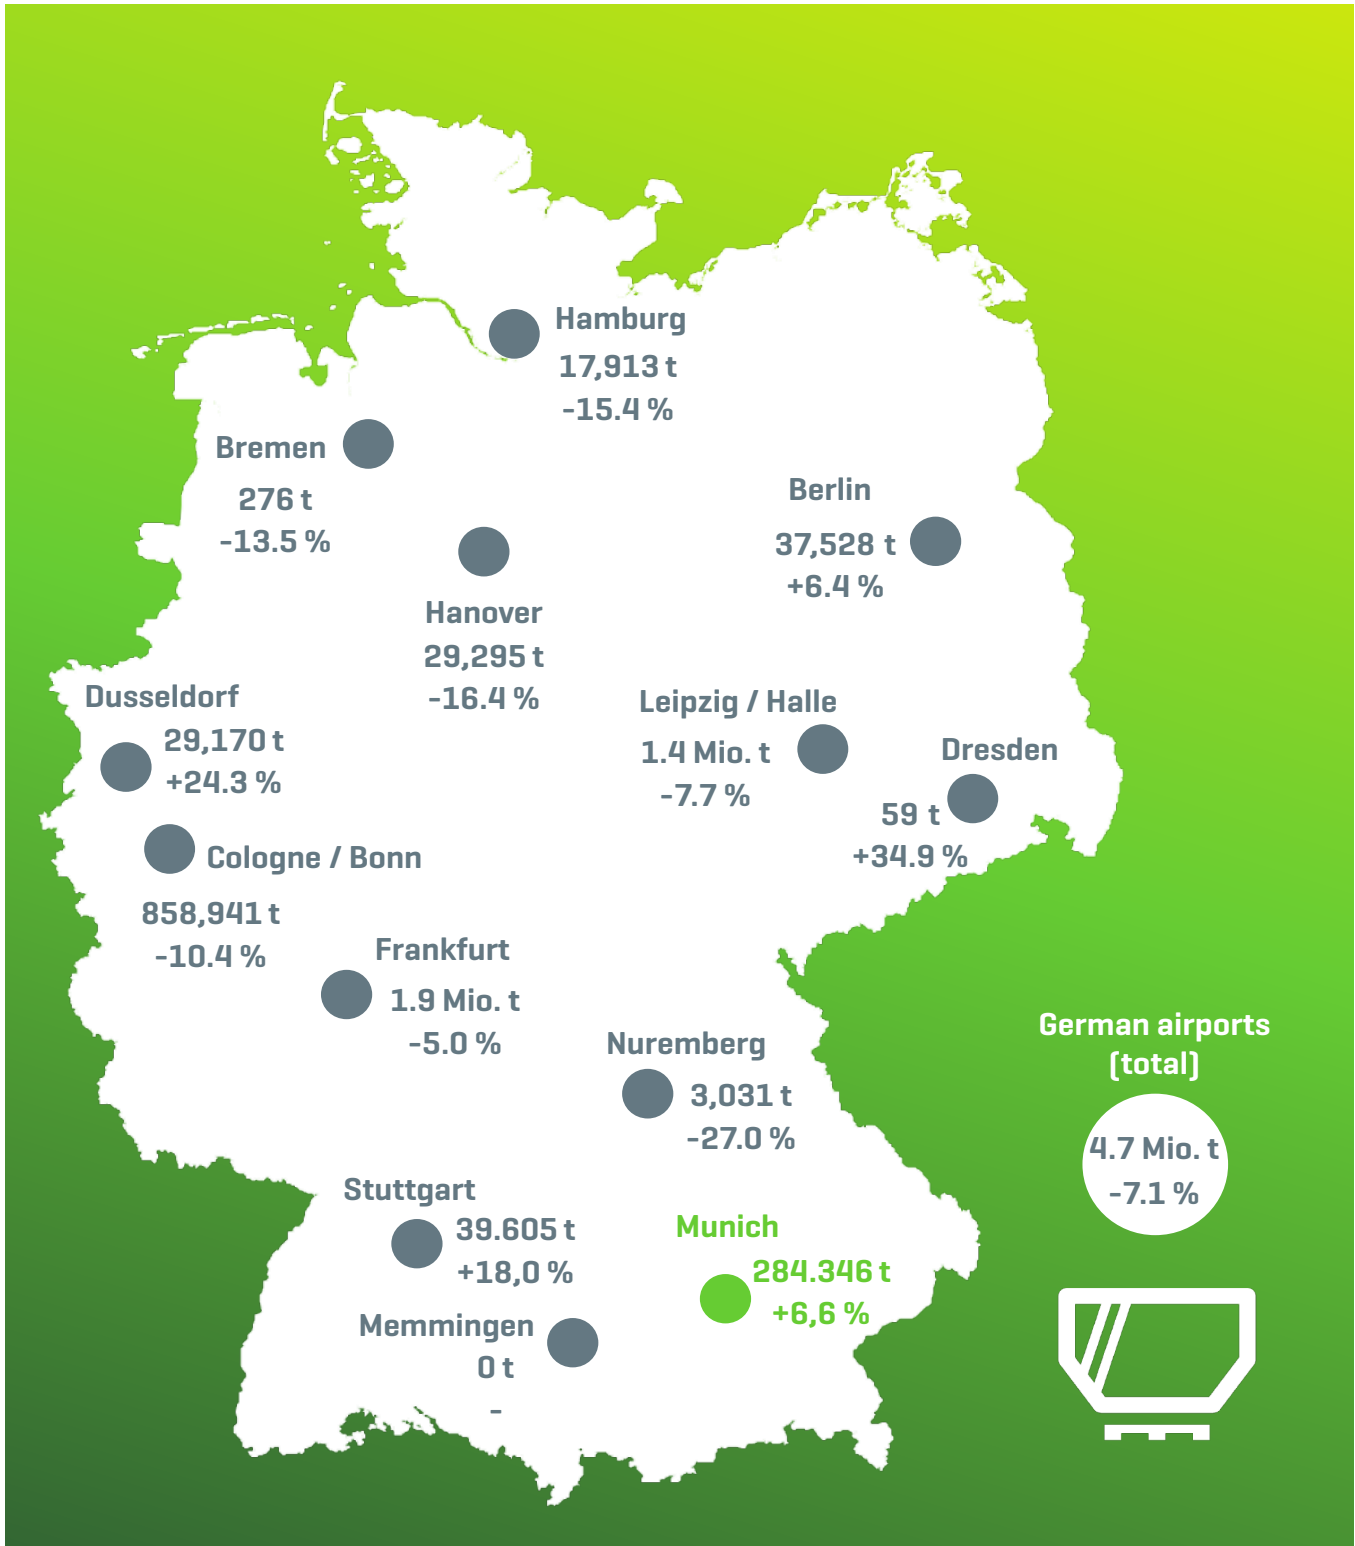 Hamburg
17,913 t
-15.4 %
Bremen
276 t
-13.5 %
Berlin
37,528 t
+6.4 %
Hanover
29,295 t
-16.4 %
Dusseldorf
29,170 t
+24.3 %
Leipzig / Halle
1.4 Mio. t
-7.7 %
Dresden
59 t
+34.9 %
Cologne / Bonn
858,941 t
-10.4 %
Frankfurt
1.9 Mio. t
-5.0 %
Nuremberg
3,031 t
-27.0 %
German airports
(total)
4.7 Mio. t
-7.1 %
Stuttgart
39.605 t
+18,0 %
Munich
284.346 t
+6,6 %
Memmingen
0 t
-